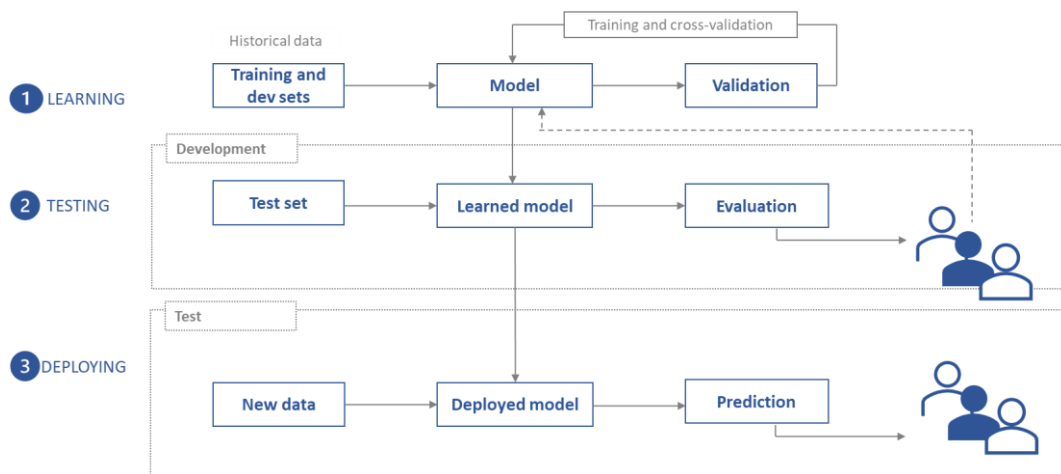 Training and cross-validation
Historical data
1 LEARNING
Training and
dev sets
Model
Validation
Development
2 TESTING
Test set
Learned model
Evaluation
Test
3 DEPLOYING
New data
Deployed model
Prediction